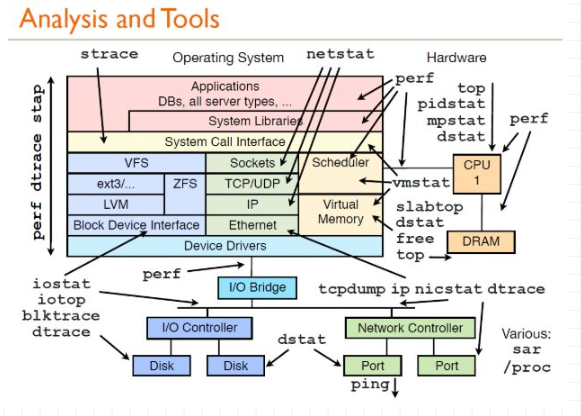 Analysis and Tools
strace
Operating System
netstat
Hardware
perf dtrace stap
Applications
DBs, all server types, ...
System Libraries
System Call Interface
VFS
Sockets
Scheduler
ext3/...
ZFS
TCP/UDP
LVM
IP
Virtual
Memory
Block Device Interface
Ethernet
Device Drivers
perf
top
pidstat
mpstat
dstat
perf
CPU
1
vmstat
slabtop
dstat
free
top
DRAM
iostat
iotop
blktrace
dtrace
perf
I/O Bridge
tcpdump ip nicstat dtrace
I/O Controller
Network Controller
Disk
Disk
dstat
Port
Port
ping
Various:
sar
/proc